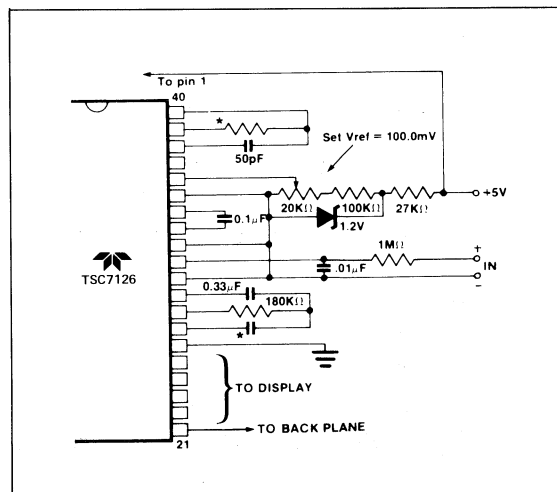 To pin 1
40
*
50pF
Set Vref = 100.0mV
+5V
20KΩ
100KΩ
27KΩ
0.1μF
1.2V
1MΩ
+
IN
−
.01μF
TSC7126
0.33μF
180KΩ
*
TO DISPLAY
21
TO BACK PLANE